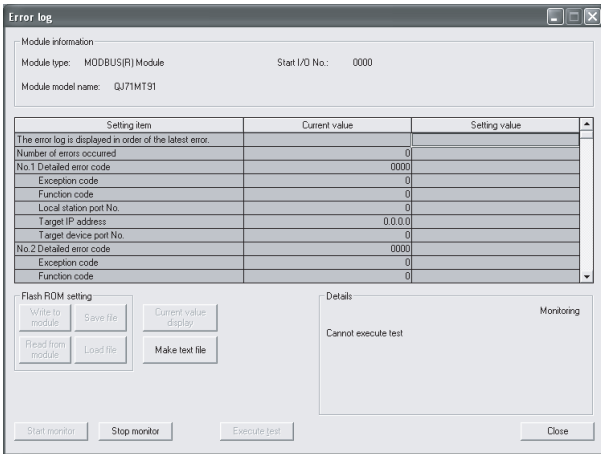 Error log
Module information
Module type: MODBUS(R) Module Start I/O No.: 0000
Module model name: QJ71MT91
Setting item Current value Setting value
The error log is displayed in order of the latest error.
Number of errors occurred 0
No.1 Detailed error code 0000
Exception code 0
Function code 0
Local station port No. 0
Target IP address 0.0.0.0
Target device port No. 0
No.2 Detailed error code 0000
Exception code 0
Function code 0
Flash ROM setting
Write to module
Save file
Current value display
Read from module
Load file
Make text file
Details
Monitoring
Cannot execute test
Start monitor
Stop monitor
Execute test
Close